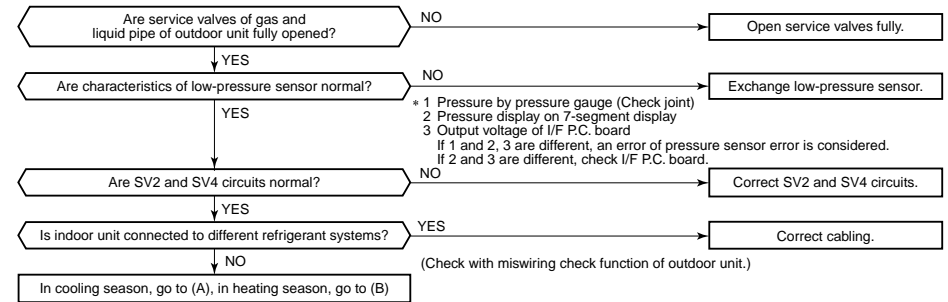 Are service valves of gas and
liquid pipe of outdoor unit fully opened?
NO
Open service valves fully.
YES
Are characteristics of low-pressure sensor normal?
NO
Exchange low-pressure sensor.
YES
* 1 Pressure by pressure gauge (Check joint)
2 Pressure display on 7-segment display
3 Output voltage of I/F P.C. board
If 1 and 2, 3 are different, an error of pressure sensor error is considered.
If 2 and 3 are different, check I/F P.C. board.
Are SV2 and SV4 circuits normal?
NO
Correct SV2 and SV4 circuits.
YES
Is indoor unit connected to different refrigerant systems?
YES
Correct cabling.
NO
(Check with miswiring check function of outdoor unit.)
In cooling season, go to (A), in heating season, go to (B)